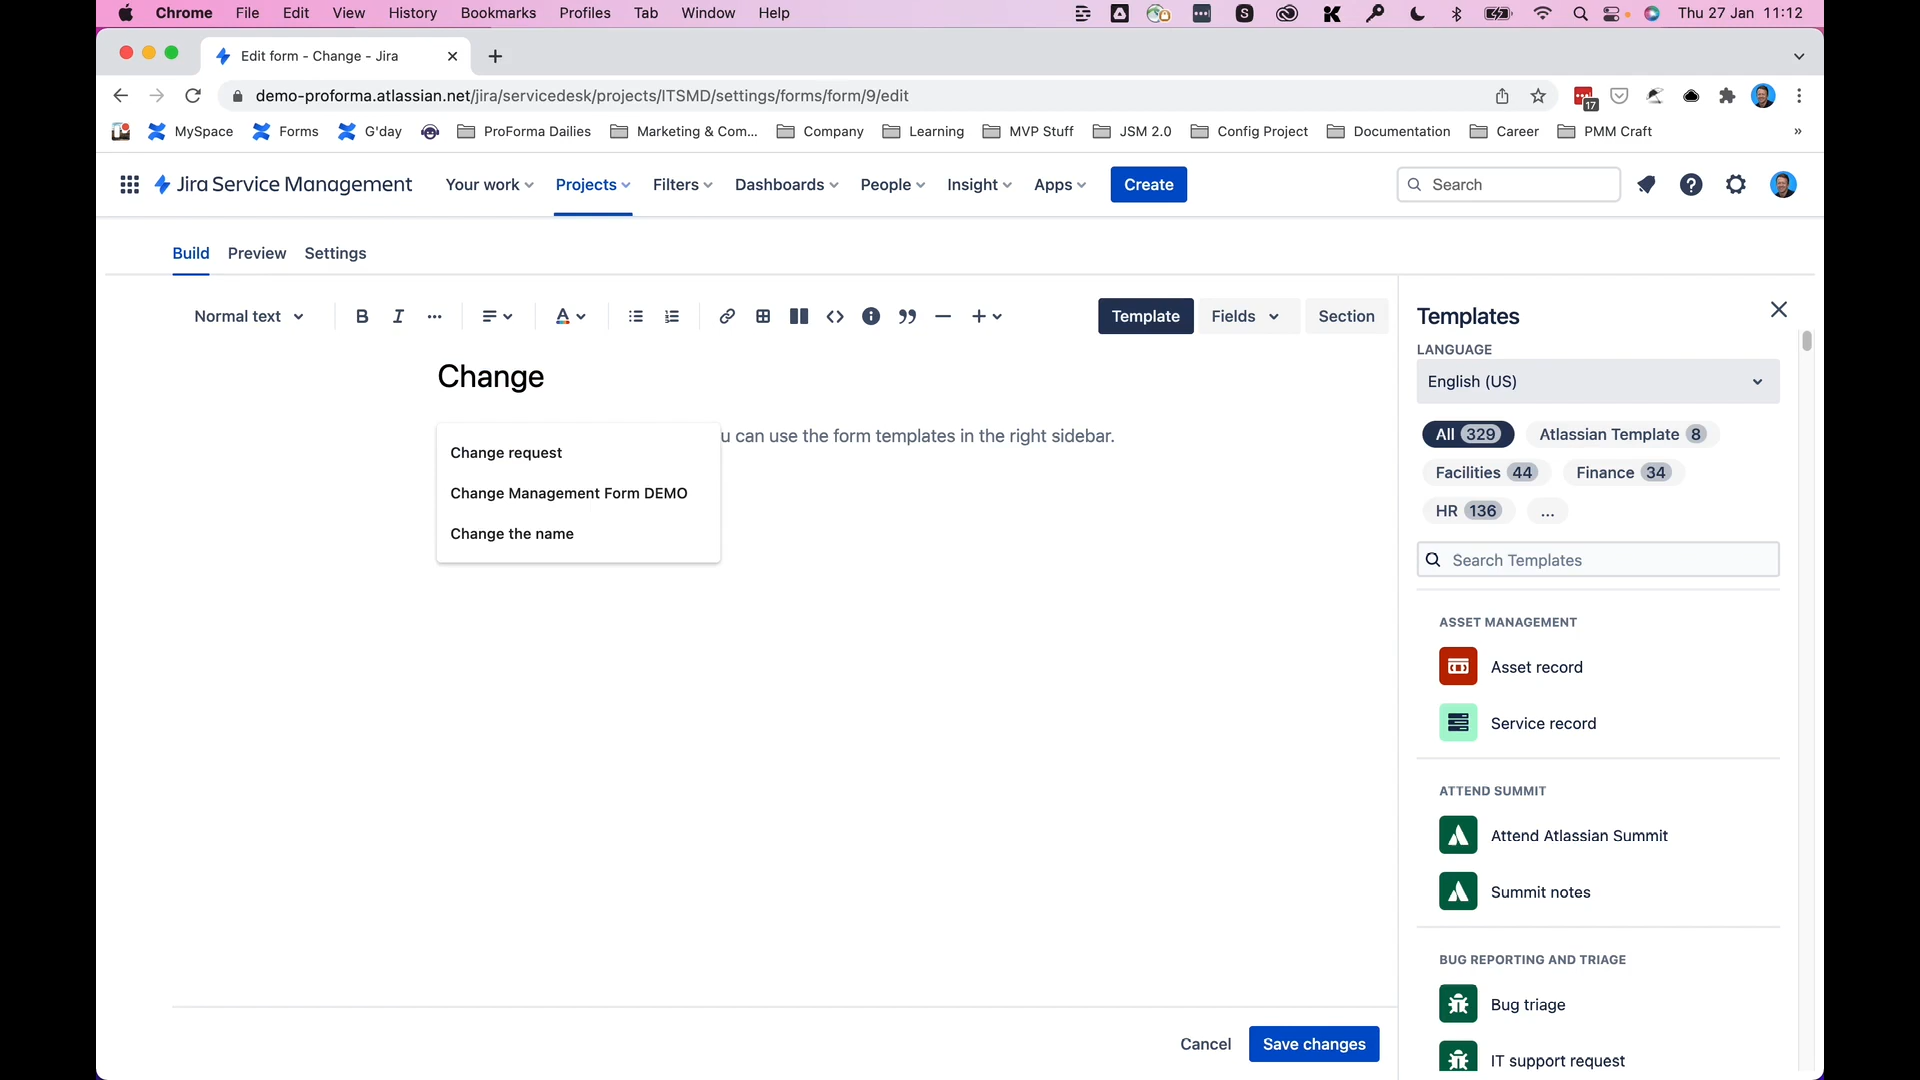 Chrome File Edit View History Bookmarks Profiles Tab Window Help Thu 27 Jan 11:12
Edit form - Change - Jira
demo-proforma.atlassian.net/jira/servicedesk/projects/ITSMD/settings/forms/form/9/edit 17
MySpace Forms G'day ProForma Dailies Marketing & Com... Company Learning MVP Stuff JSM 2.0 Config Project Documentation Career PMM Craft »
Jira Service Management Your work Projects Filters Dashboards People Insight Apps Create Search
Build Preview Settings
Normal text B I ... A Template Fields Section
Change
u can use the form templates in the right sidebar.
Change request
Change Management Form DEMO
Change the name
Cancel Save changes
Templates
LANGUAGE
English (US)
All 329 Atlassian Template 8
Facilities 44 Finance 34
HR 136 ...
Search Templates
ASSET MANAGEMENT
Asset record
Service record
ATTEND SUMMIT
Attend Atlassian Summit
Summit notes
BUG REPORTING AND TRIAGE
Bug triage
IT support request